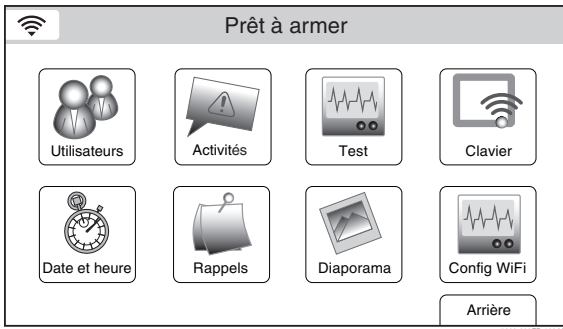 Prêt à armer
Utilisateurs
Activités
Test
Clavier
Date et heure
Rappels
Diaporama
Config WiFi
Arrière